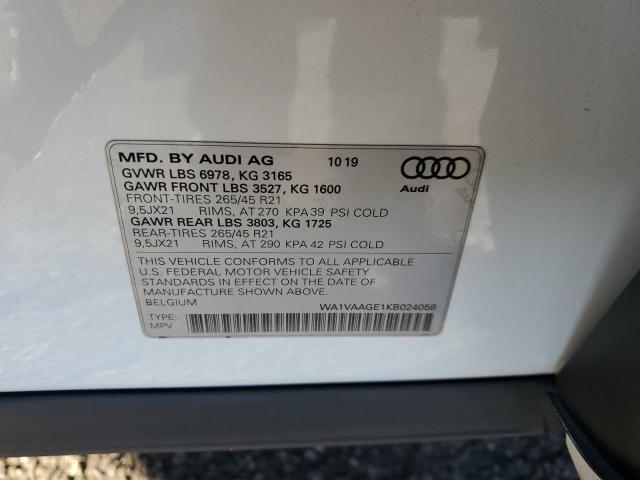 MFD. BY AUDI AG 10 19
GVWR LBS 6978, KG 3165
GAWR FRONT LBS 3527, KG 1600
FRONT-TIRES 265/45 R21
9,5JX21 RIMS, AT 270 KPA 39 PSI COLD
GAWR REAR LBS 3803, KG 1725
REAR-TIRES 265/45 R21
9,5JX21 RIMS, AT 290 KPA 42 PSI COLD
Audi
THIS VEHICLE CONFORMS TO ALL APPLICABLE
U.S. FEDERAL MOTOR VEHICLE SAFETY
STANDARDS IN EFFECT ON THE DATE OF
MANUFACTURE SHOWN ABOVE.
BELGIUM WA1VAAGE1KB024058
TYPE:
MPV